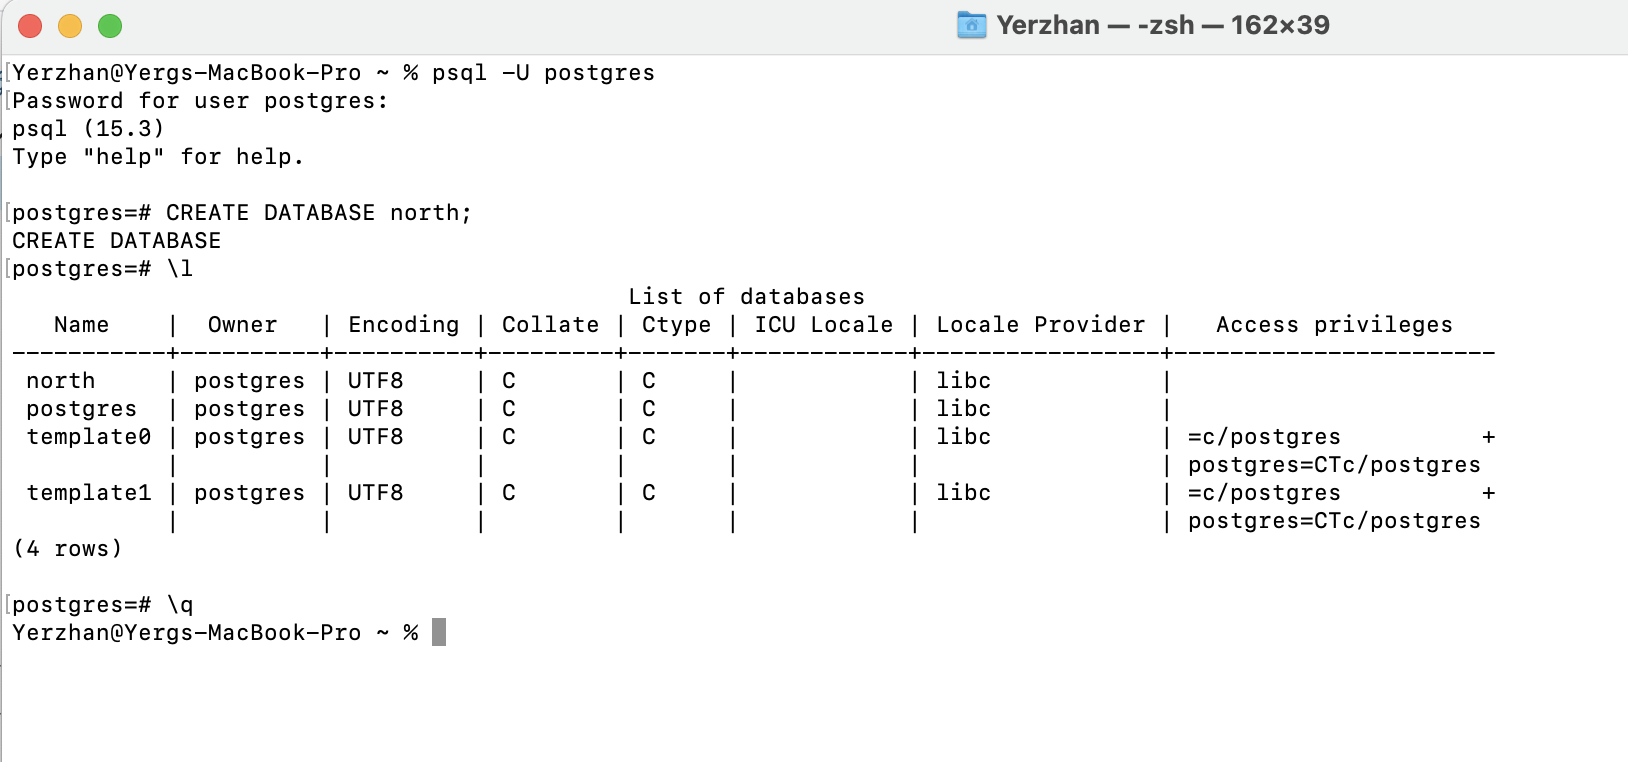 Yerzhan — -zsh — 162×39
Yerzhan@Yergs-MacBook-Pro ~ % psql -U postgres
Password for user postgres:
psql (15.3)
Type "help" for help.
postgres=# CREATE DATABASE north;
CREATE DATABASE
postgres=# \l
List of databases
   Name    |  Owner   | Encoding | Collate | Ctype | ICU Locale | Locale Provider |   Access privileges
-----------+----------+----------+---------+-------+------------+-----------------+-----------------------
 north     | postgres | UTF8     | C       | C     |            | libc            |
 postgres  | postgres | UTF8     | C       | C     |            | libc            |
 template0 | postgres | UTF8     | C       | C     |            | libc            | =c/postgres          +
           |          |          |         |       |            |                 | postgres=CTc/postgres
 template1 | postgres | UTF8     | C       | C     |            | libc            | =c/postgres          +
           |          |          |         |       |            |                 | postgres=CTc/postgres
(4 rows)
postgres=# \q
Yerzhan@Yergs-MacBook-Pro ~ %